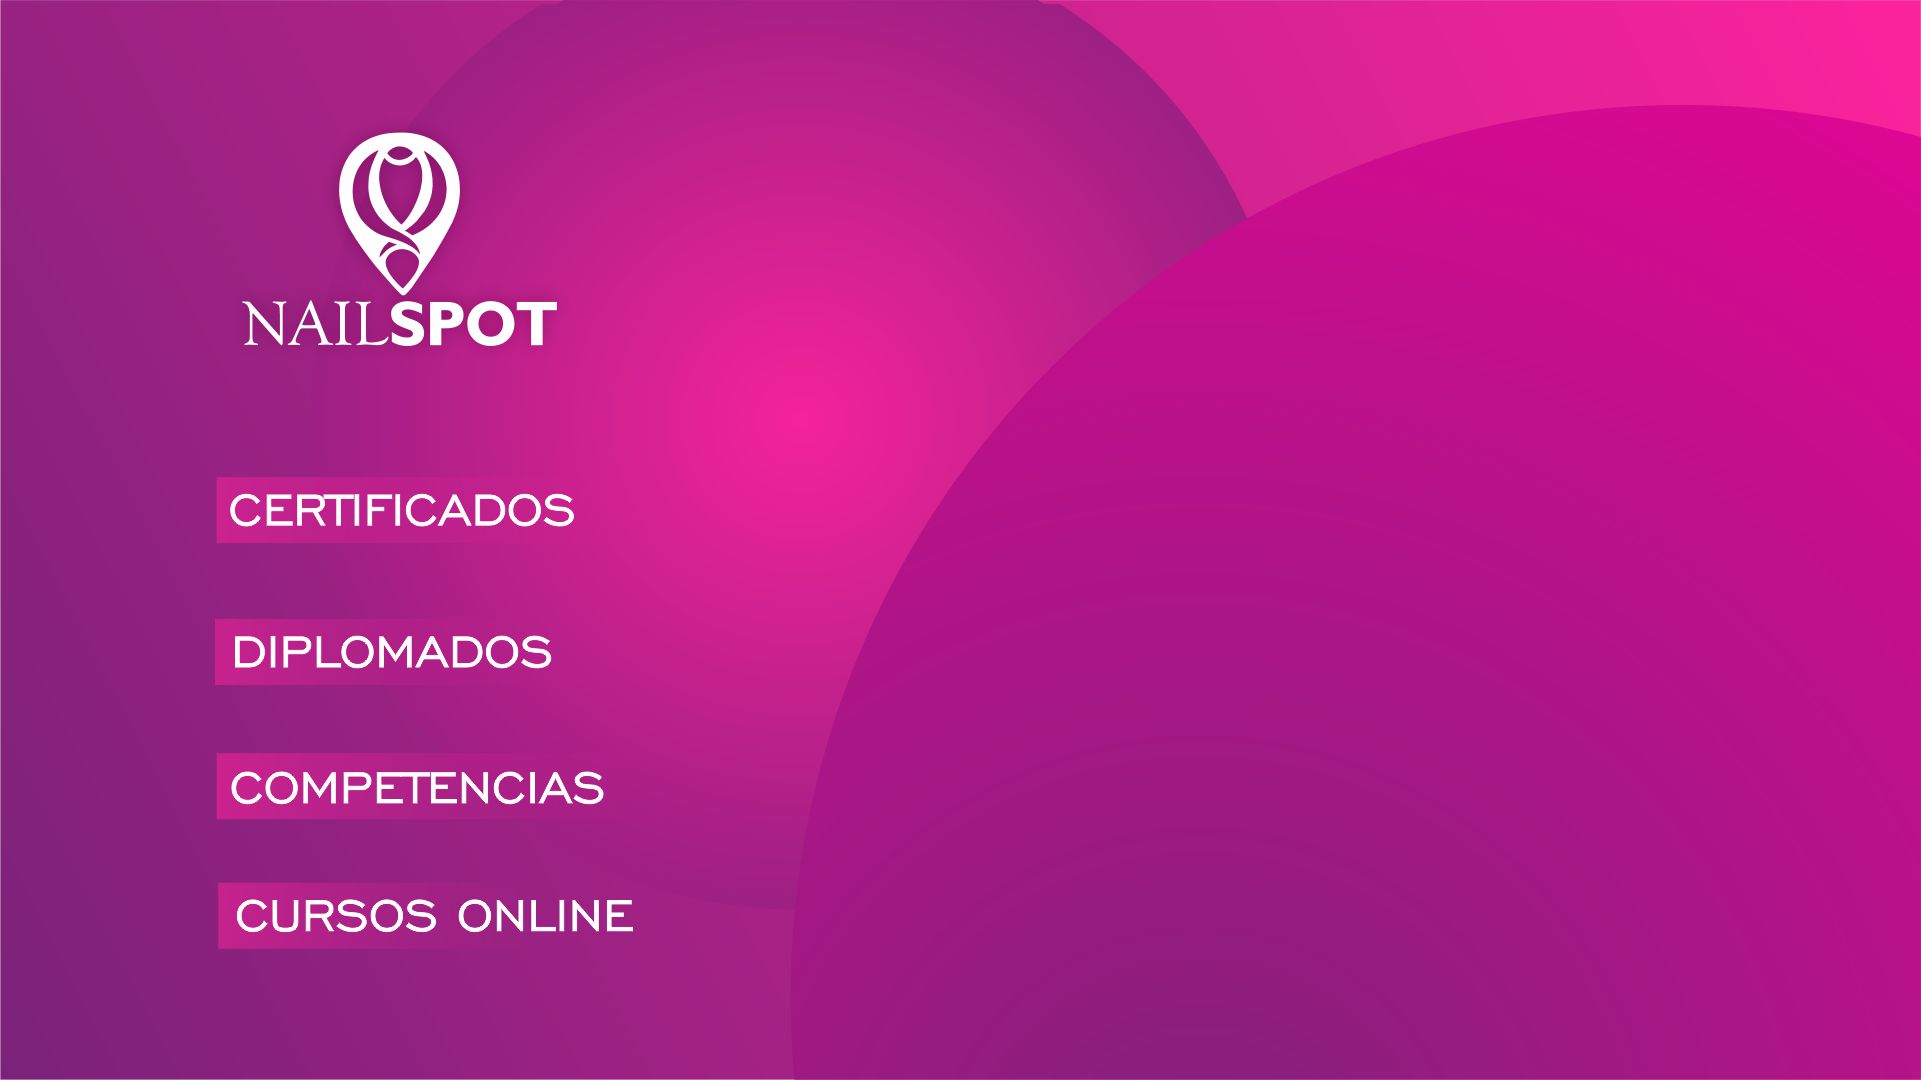 NAILSPOT
CERTIFICADOS
DIPLOMADOS
COMPETENCIAS
CURSOS ONLINE